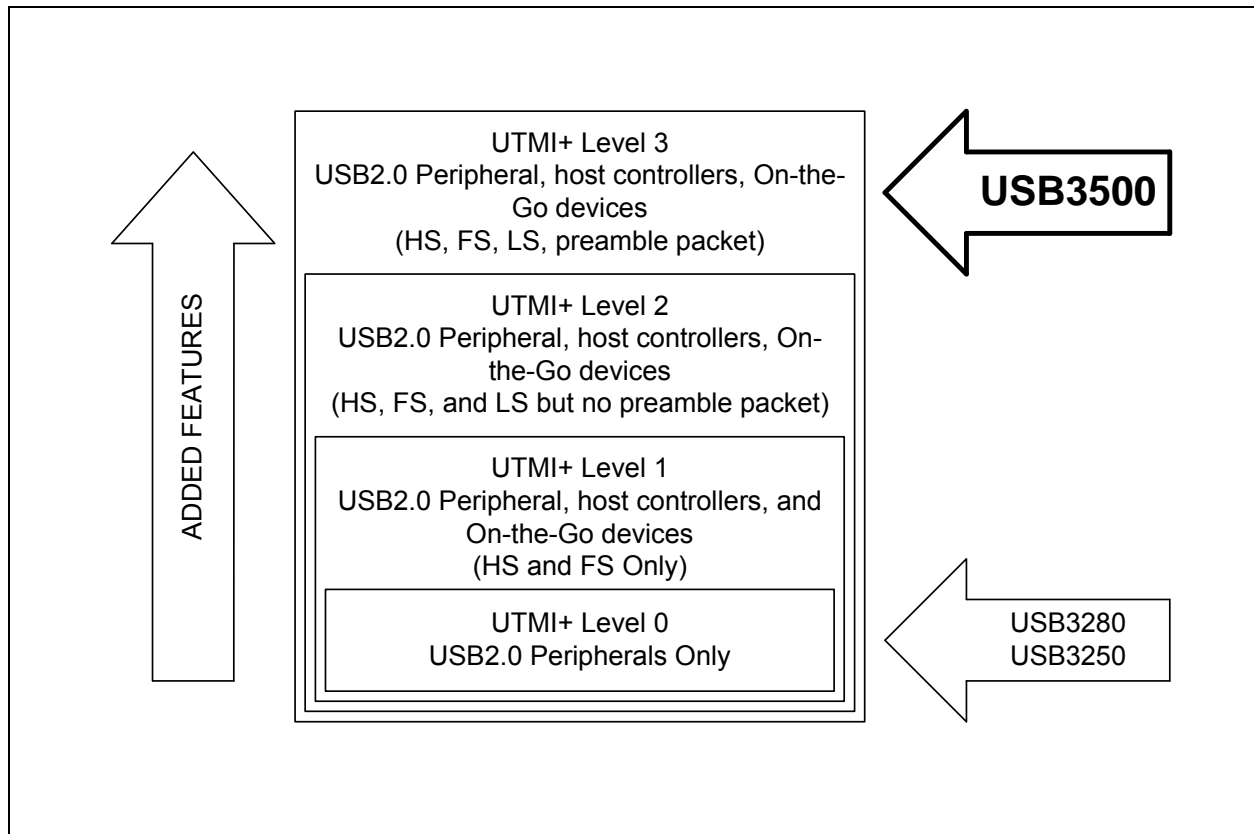 UTMI+ Level 3
USB2.0 Peripheral, host controllers, On-the-
Go devices
(HS, FS, LS, preamble packet)
USB3500
ADDED FEATURES
UTMI+ Level 2
USB2.0 Peripheral, host controllers, On-
the-Go devices
(HS, FS, and LS but no preamble packet)
UTMI+ Level 1
USB2.0 Peripheral, host controllers, and
On-the-Go devices
(HS and FS Only)
UTMI+ Level 0
USB2.0 Peripherals Only
USB3280
USB3250